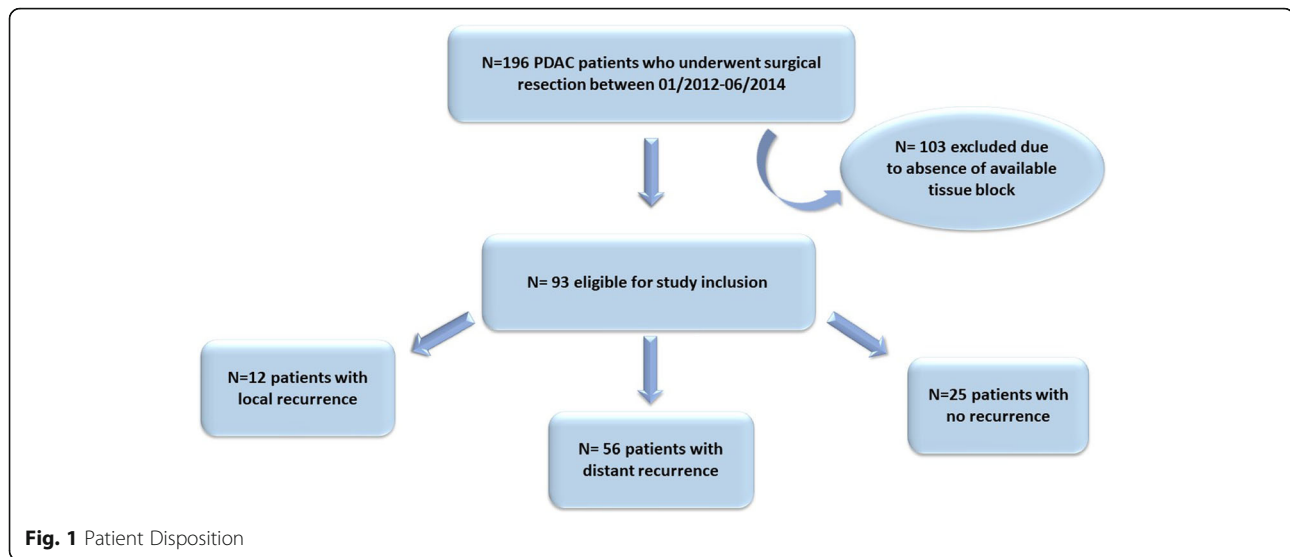 N=196 PDAC patients who underwent surgical
resection between 01/2012-06/2014
N= 103 excluded due
to absence of available
tissue block
N= 93 eligible for study inclusion
N=12 patients with
local recurrence
N= 56 patients with
distant recurrence
N=25 patients with
no recurrence
Fig. 1 Patient Disposition